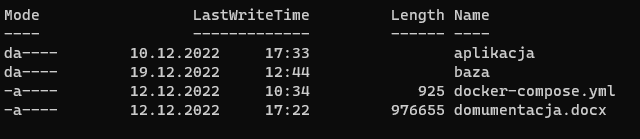 Mode LastWriteTime Length Name
---- ------------- ------ ----
da---- 10.12.2022 17:33 aplikacja
da---- 19.12.2022 12:44 baza
-a---- 12.12.2022 10:34 925 docker-compose.yml
-a---- 12.12.2022 17:22 976655 domumentacja.docx